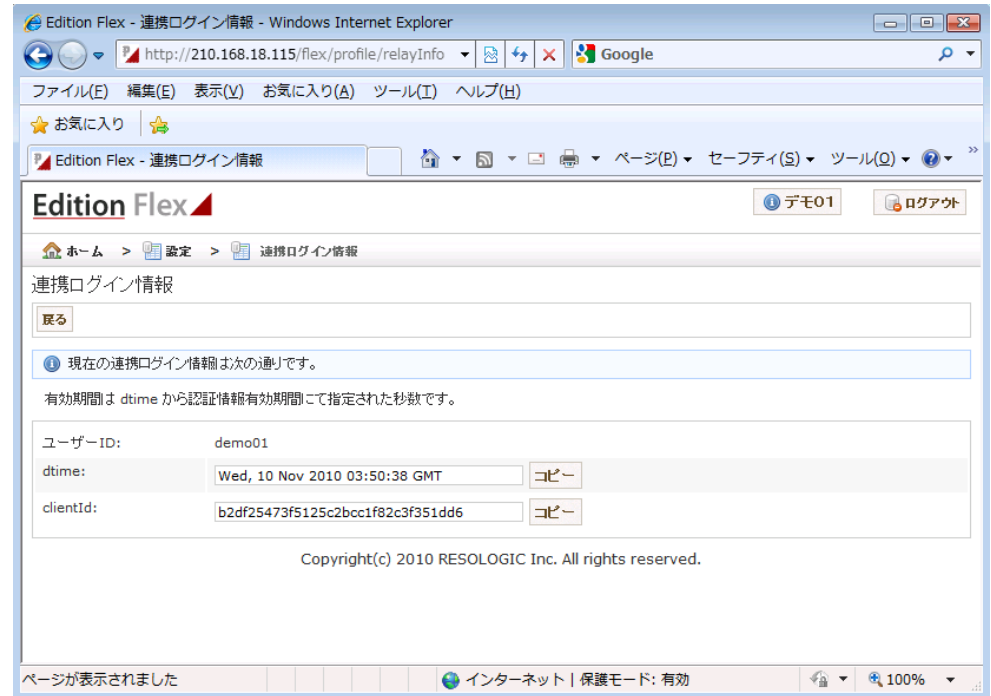 Edition Flex - 連携ログイン情報 - Windows Internet Explorer
http://210.168.18.115/flex/profile/relayInfo Google
ファイル(F) 編集(E) 表示(V) お気に入り(A) ツール(T) ヘルプ(H)
お気に入り
Edition Flex - 連携ログイン情報 ページ(P) セーフティ(S) ツール(O)
Edition Flex デモ01 ログアウト
ホーム > 設定 > 連携ログイン情報
連携ログイン情報
戻る
現在の連携ログイン情報は次の通りです。
有効期間は dtime から認証情報有効期間にて指定された秒数です。
ユーザーID: demo01
dtime: Wed, 10 Nov 2010 03:50:38 GMT コピー
clientId: b2df25473f5125c2bcc1f82c3f351dd6 コピー
Copyright(c) 2010 RESOLOGIC Inc. All rights reserved.
ページが表示されました インターネット | 保護モード: 有効 100%